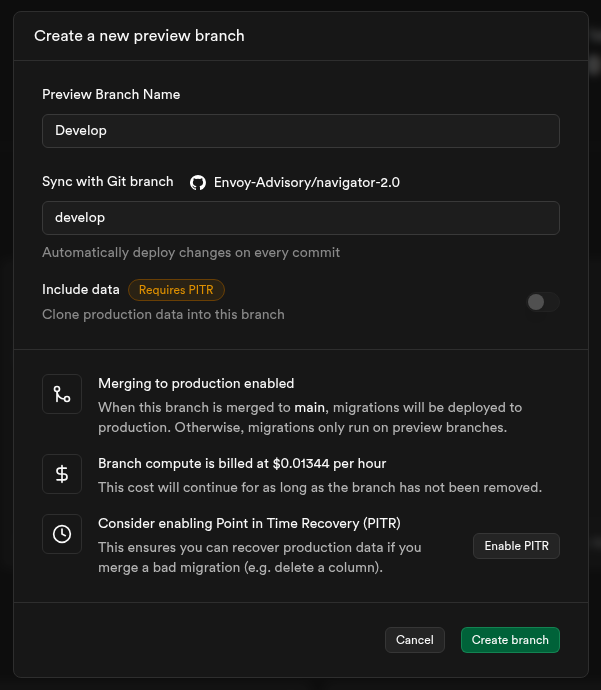 Create a new preview branch
Preview Branch Name
Develop
Sync with Git branch Envoy-Advisory/navigator-2.0
develop
Automatically deploy changes on every commit
Include data Requires PITR
Clone production data into this branch
Merging to production enabled
When this branch is merged to main, migrations will be deployed to
production. Otherwise, migrations only run on preview branches.
Branch compute is billed at $0.01344 per hour
This cost will continue for as long as the branch has not been removed.
Consider enabling Point in Time Recovery (PITR)
This ensures you can recover production data if you
merge a bad migration (e.g. delete a column).
Enable PITR
Cancel Create branch